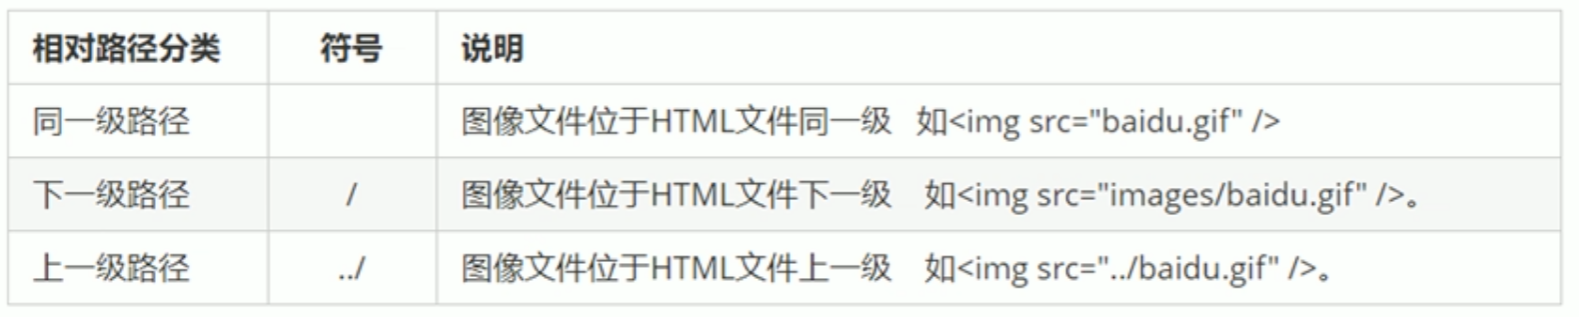 相对路径分类 符号 说明
同一级路径 图像文件位于HTML文件同一级 如<img src="baidu.gif" />
下一级路径 / 图像文件位于HTML文件下一级 如<img src="images/baidu.gif" />。
上一级路径 ../ 图像文件位于HTML文件上一级 如<img src="../baidu.gif" />。